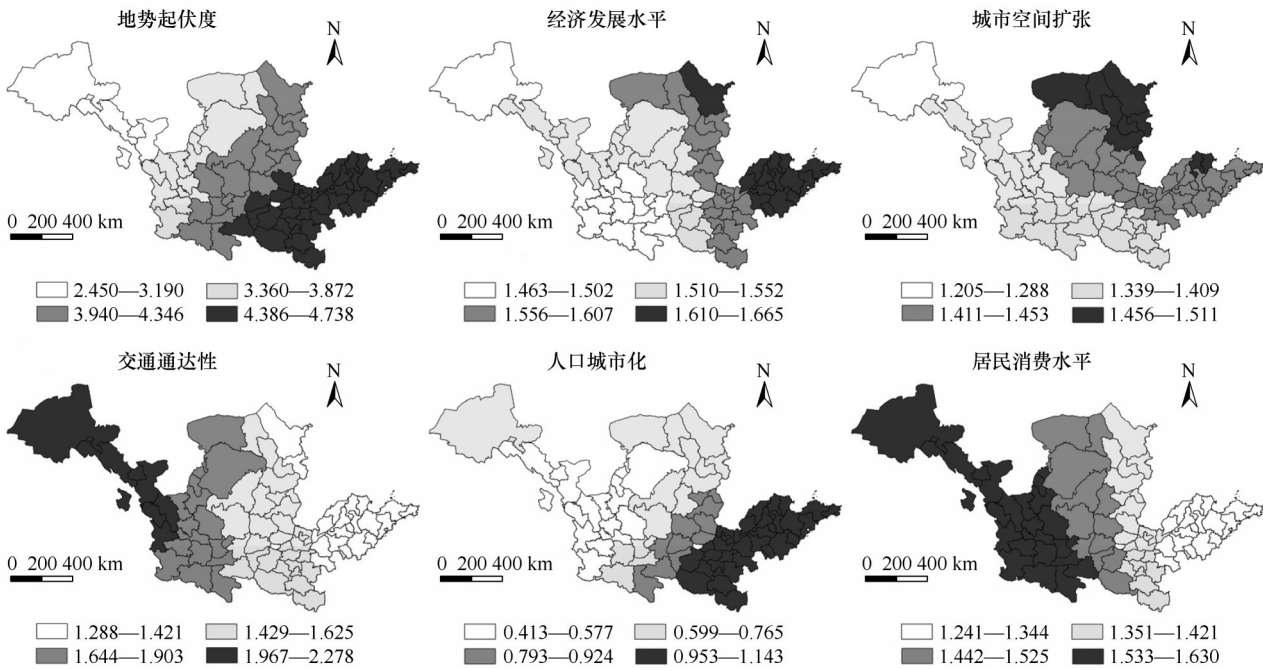 地势起伏度
N
0 200 400 km
2.450—3.190
3.360—3.872
3.940—4.346
4.386—4.738
经济发展水平
N
0 200 400 km
1.463—1.502
1.510—1.552
1.556—1.607
1.610—1.665
城市空间扩张
N
0 200 400 km
1.205—1.288
1.339—1.409
1.411—1.453
1.456—1.511
交通通达性
N
0 200 400 km
1.288—1.421
1.429—1.625
1.644—1.903
1.967—2.278
人口城市化
N
0 200 400 km
0.413—0.577
0.599—0.765
0.793—0.924
0.953—1.143
居民消费水平
N
0 200 400 km
1.241—1.344
1.351—1.421
1.442—1.525
1.533—1.630